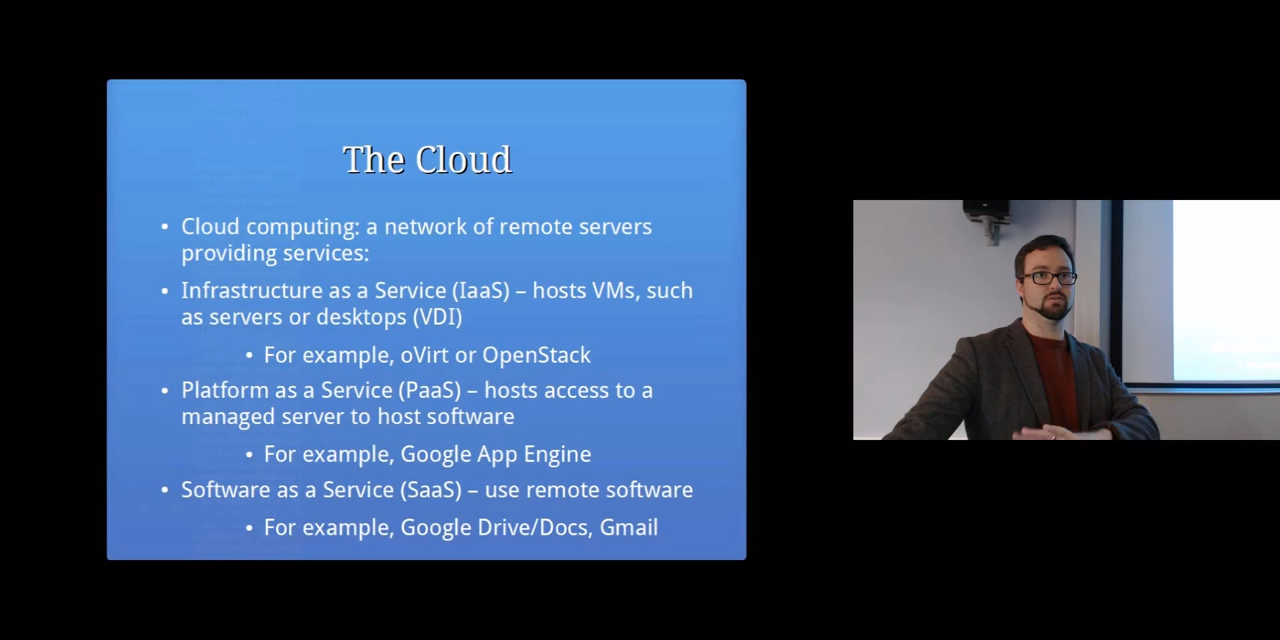 The Cloud
• Cloud computing: a network of remote servers
providing services:
• Infrastructure as a Service (IaaS) – hosts VMs, such
as servers or desktops (VDI)
• For example, oVirt or OpenStack
• Platform as a Service (PaaS) – hosts access to a
managed server to host software
• For example, Google App Engine
• Software as a Service (SaaS) – use remote software
• For example, Google Drive/Docs, Gmail